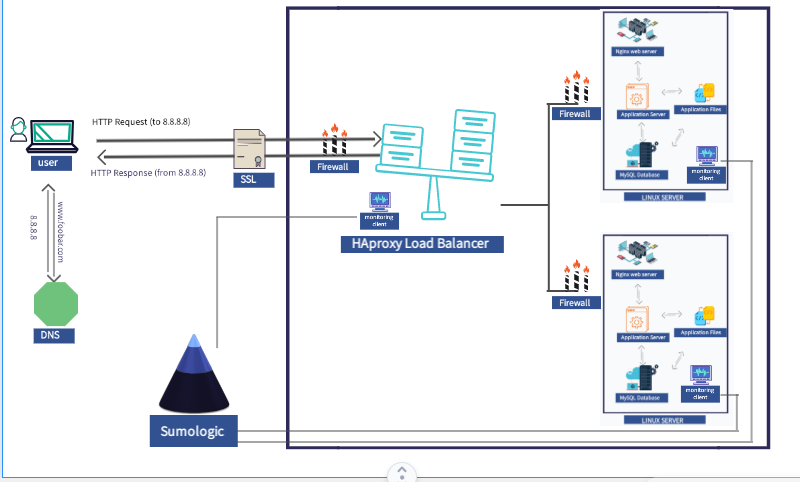 HTTP Request (to 8.8.8.8)
user
HTTP Response (from 8.8.8.8)
SSL
Firewall
www.foobar.com
8.8.8.8
DNS
monitoring
client
HAproxy Load Balancer
Sumologic
Firewall
Nginx web server
Application Server
Application Files
MySQL Database
monitoring
client
LINUX SERVER
Firewall
Nginx web server
Application Server
Application Files
MySQL Database
monitoring
client
LINUX SERVER